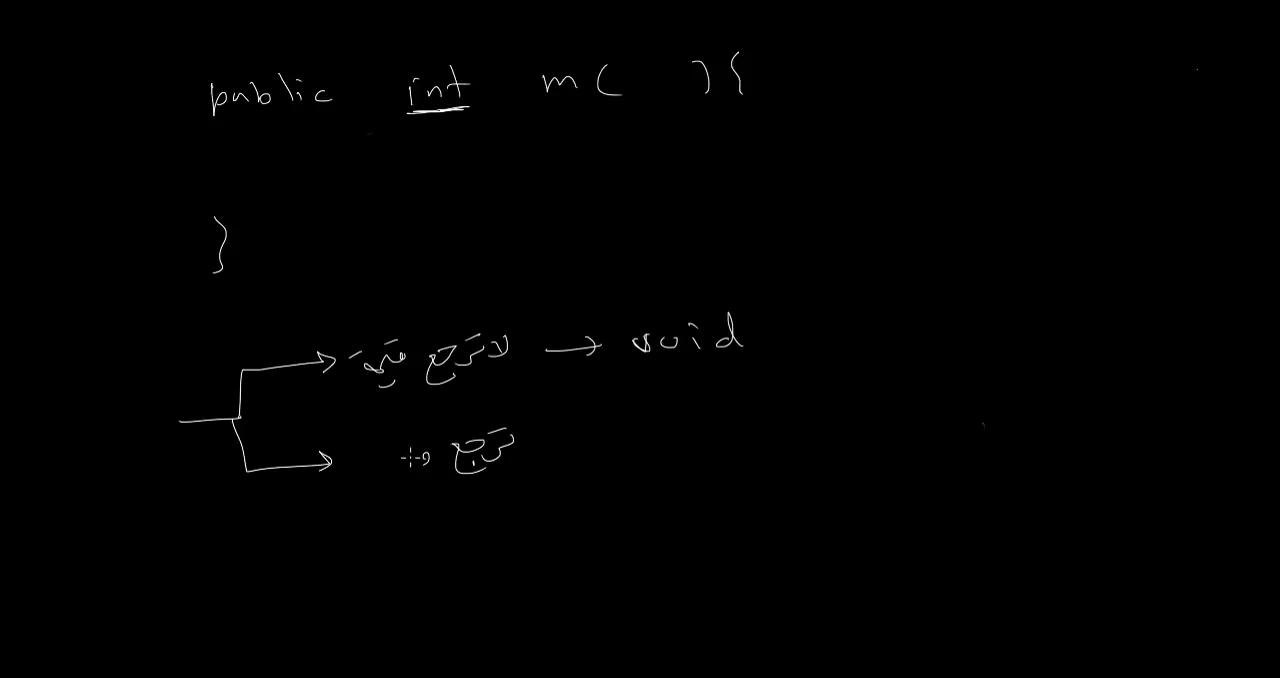 public int m( ){
}
لا ترجع قيمة → void
ترجع